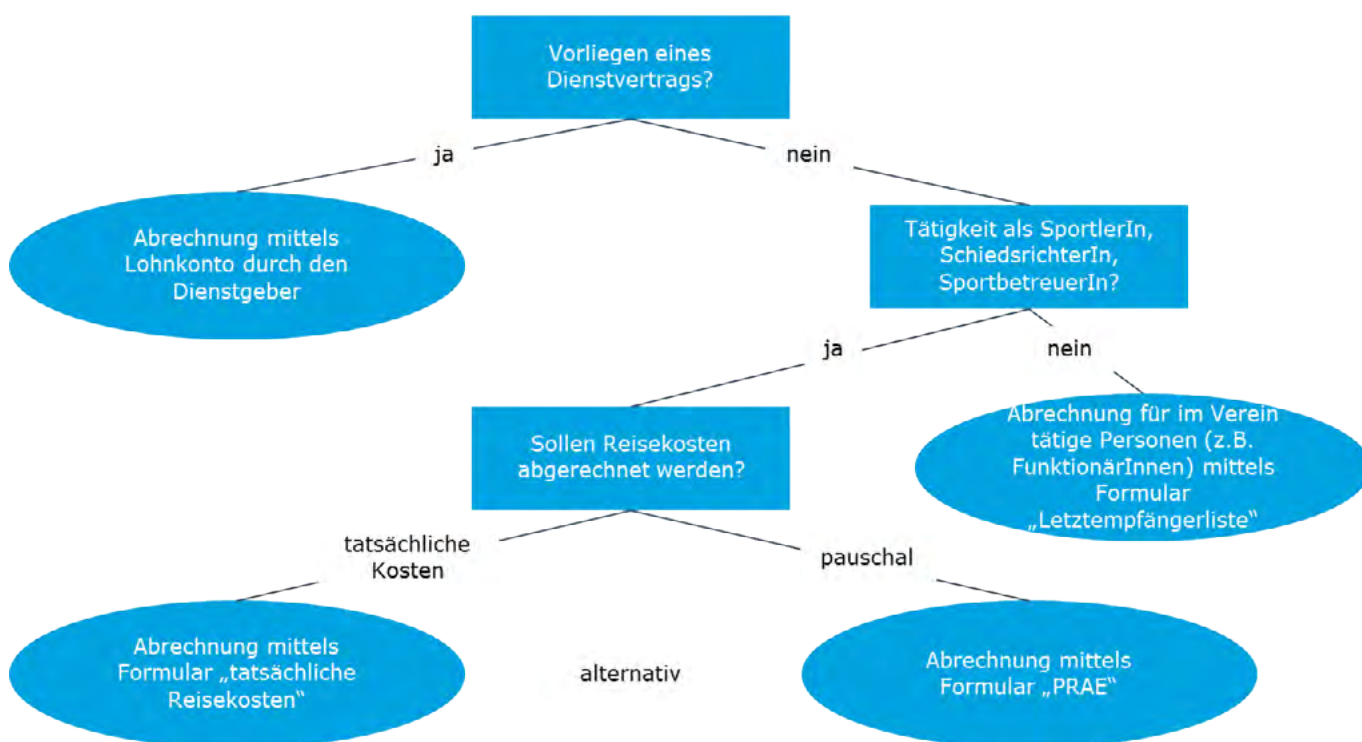 Vorliegen eines
Dienstvertrags?
ja
nein
Abrechnung mittels
Lohnkonto durch den
Dienstgeber
Tätigkeit als SportlerIn,
SchiedsrichterIn,
SportbetreuerIn?
ja
nein
Sollen Reisekosten
abgerechnet werden?
Abrechnung für im Verein
tätige Personen (z.B.
FunktionärInnen) mittels
Formular
„Letztempfängerliste“
tatsächliche
Kosten
pauschal
Abrechnung mittels
Formular „tatsächliche
Reisekosten“
alternativ
Abrechnung mittels
Formular „PRAE“